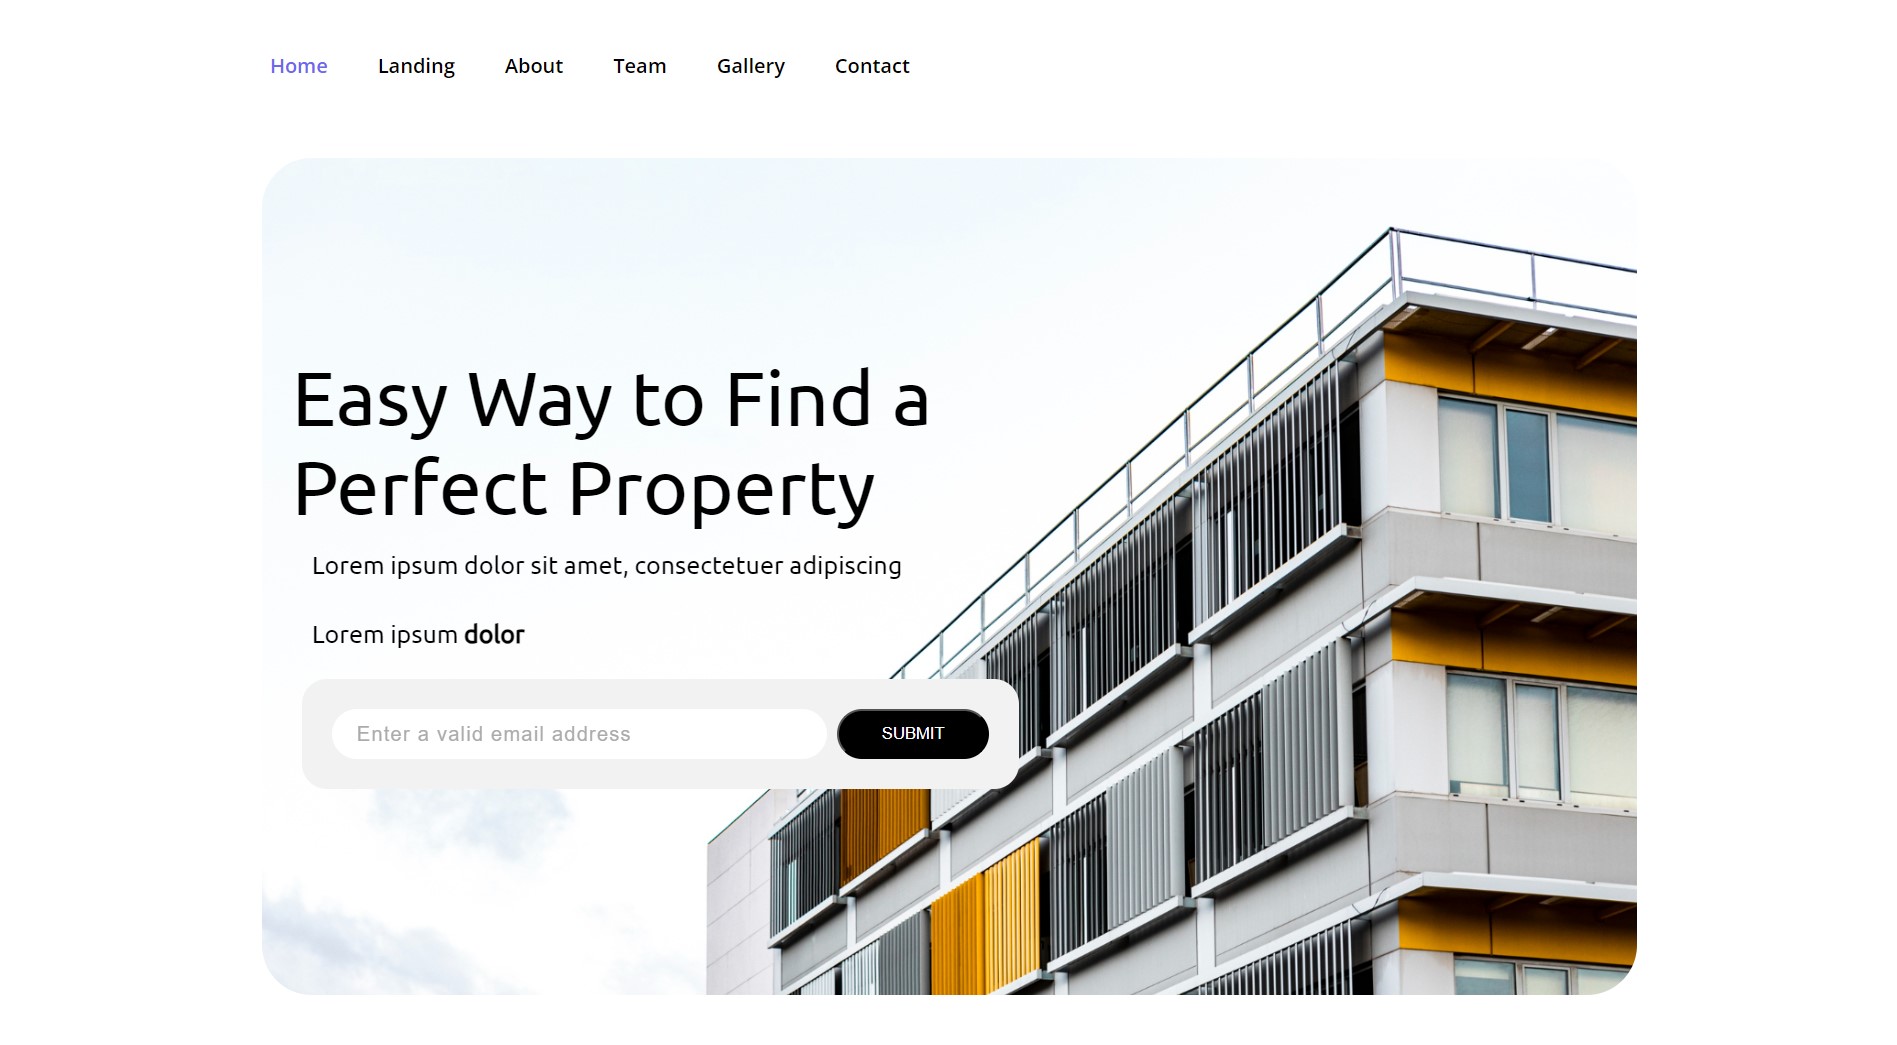 Home Landing About Team Gallery Contact
Easy Way to Find a
Perfect Property
Lorem ipsum dolor sit amet, consectetuer adipiscing
Lorem ipsum dolor
Enter a valid email address SUBMIT